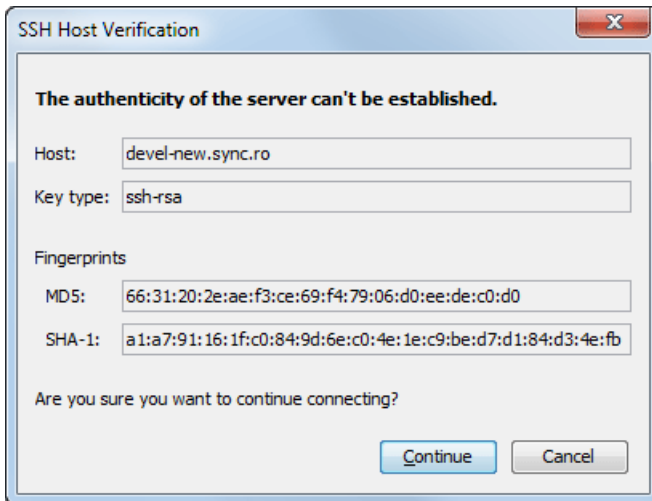 SSH Host Verification
The authenticity of the server can't be established.
Host: devel-new.sync.ro
Key type: ssh-rsa
Fingerprints
MD5: 66:31:20:2e:ae:f3:ce:69:f4:79:06:d0:ee:de:c0:d0
SHA-1: a1:a7:91:16:1f:c0:84:9d:6e:c0:4e:1e:c9:be:d7:d1:84:d3:4e:fb
Are you sure you want to continue connecting?
Continue Cancel